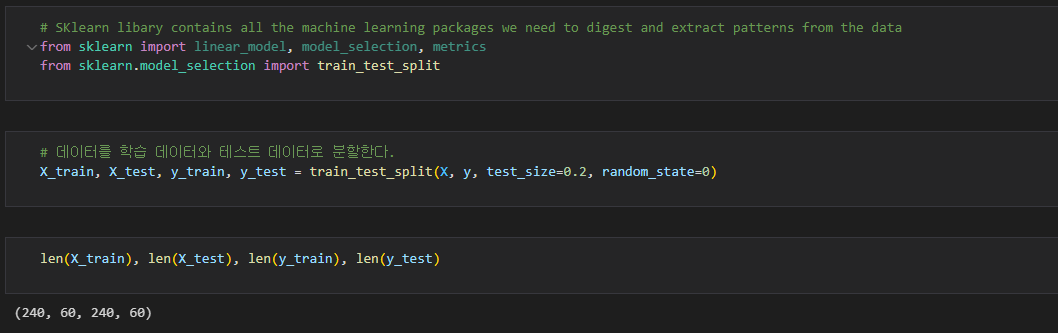 # SKlearn libary contains all the machine learning packages we need to digest and extract patterns from the data
from sklearn import linear_model, model_selection, metrics
from sklearn.model_selection import train_test_split
# 데이터를 학습 데이터와 테스트 데이터로 분할한다.
X_train, X_test, y_train, y_test = train_test_split(X, y, test_size=0.2, random_state=0)
len(X_train), len(X_test), len(y_train), len(y_test)
(240, 60, 240, 60)